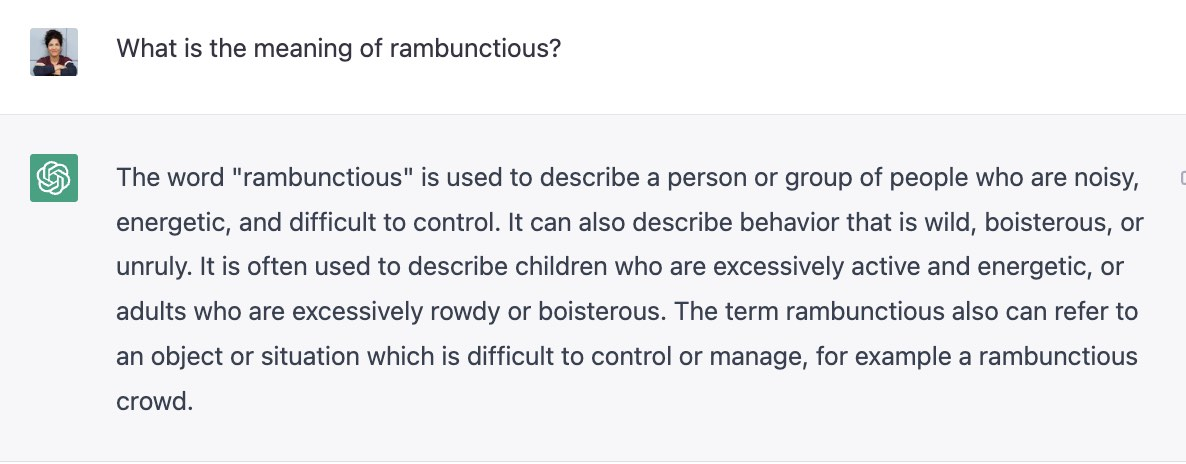 What is the meaning of rambunctious?
The word "rambunctious" is used to describe a person or group of people who are noisy,
energetic, and difficult to control. It can also describe behavior that is wild, boisterous, or
unruly. It is often used to describe children who are excessively active and energetic, or
adults who are excessively rowdy or boisterous. The term rambunctious also can refer to
an object or situation which is difficult to control or manage, for example a rambunctious
crowd.